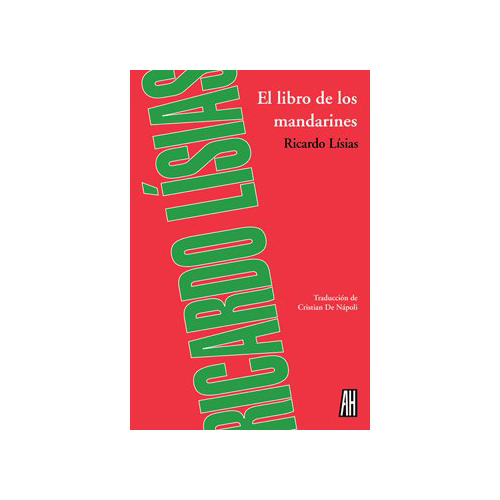 El libro de los
mandarines
Ricardo Lísias
RICARDO LÍSIAS
Traducción de
Cristian De Nápoli
AH